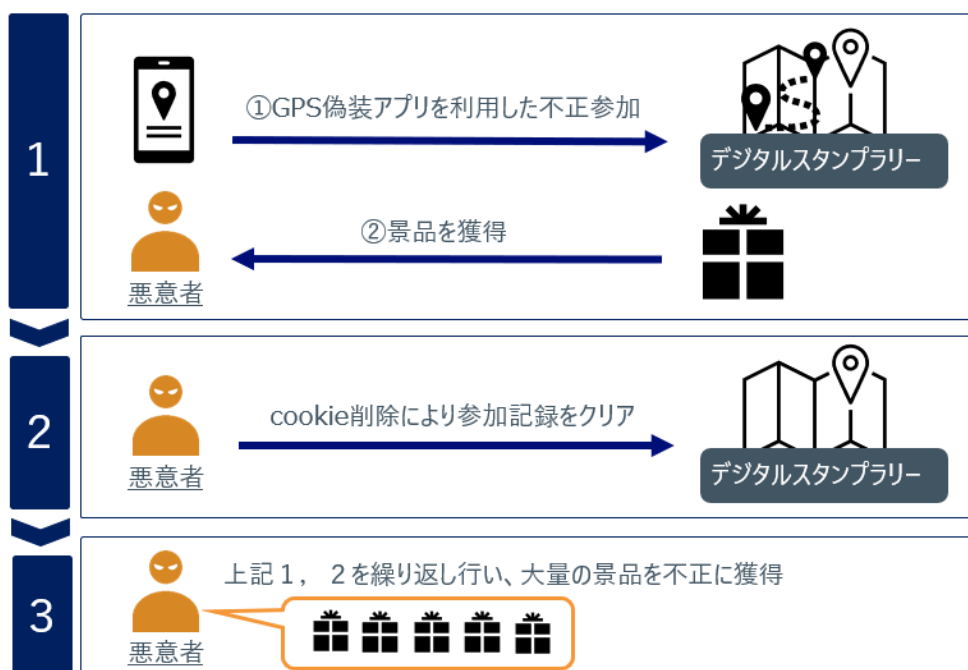 1
①GPS偽装アプリを利用した不正参加
デジタルスタンプラリー
②景品を獲得
悪意者
2
cookie削除により参加記録をクリア
悪意者
デジタルスタンプラリー
3
上記１，２を繰り返し行い、大量の景品を不正に獲得
悪意者